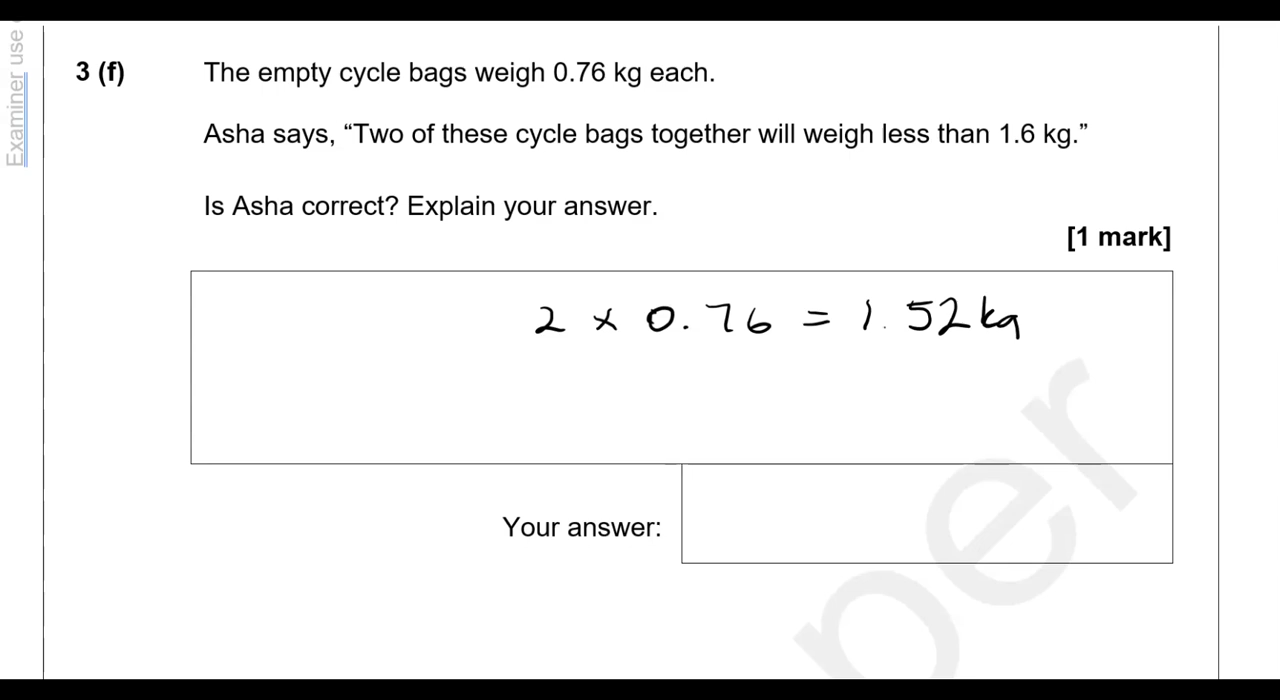 Examiner use
3 (f) The empty cycle bags weigh 0.76 kg each.
Asha says, “Two of these cycle bags together will weigh less than 1.6 kg.”
Is Asha correct? Explain your answer.
[1 mark]
2 × 0.76 = 1.52kg
Your answer:
per